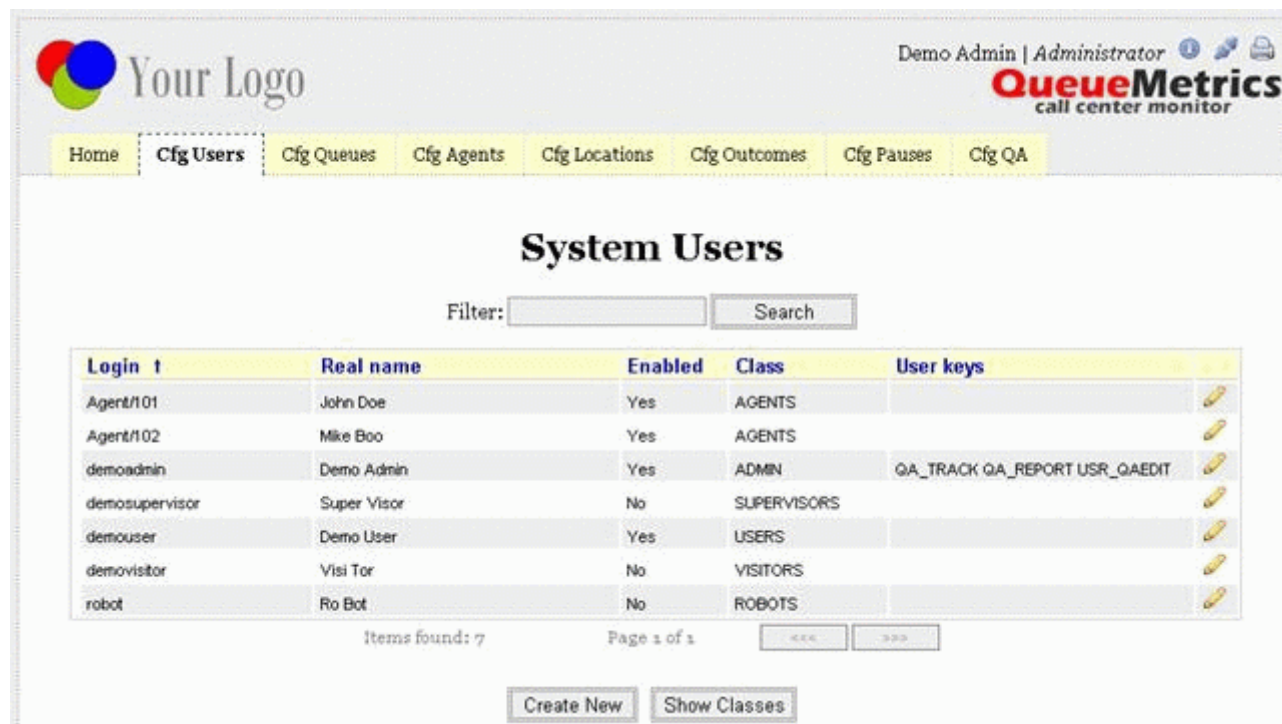 Your Logo
Demo Admin | Administrator
QueueMetrics
call center monitor
Home Cfg Users Cfg Queues Cfg Agents Cfg Locations Cfg Outcomes Cfg Pauses Cfg QA
System Users
Filter: Search
Login ↑ Real name Enabled Class User keys
Agent/101 John Doe Yes AGENTS
Agent/102 Mike Boo Yes AGENTS
demoadmin Demo Admin Yes ADMIN QA_TRACK QA_REPORT USR_QAEDIT
demosupervisor Super Visor No SUPERVISORS
demouser Demo User Yes USERS
demovisitor Visi Tor No VISITORS
robot Ro Bot No ROBOTS
Items found: 7 Page 1 of 1 <<< >>>
Create New Show Classes